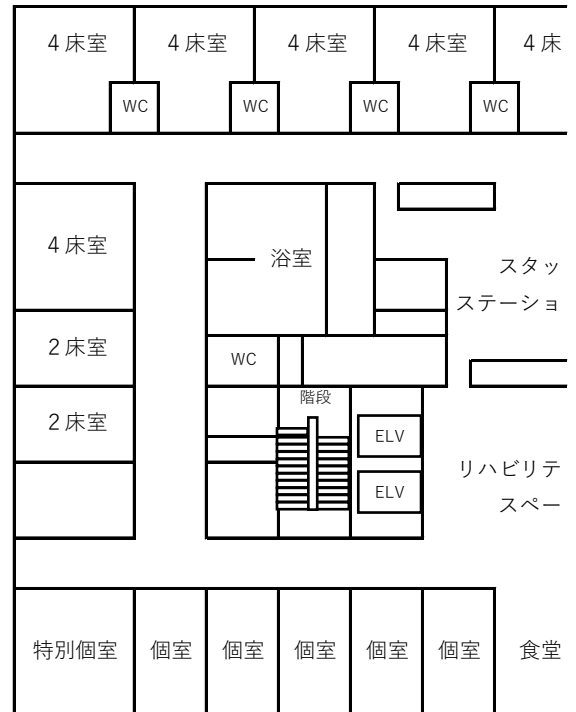 4床室
4床室
4床室
4床室
4床
WC
WC
WC
WC
4床室
浴室
スタッ
ステーショ
2床室
WC
階段
2床室
ELV
ELV
リハビリテ
スペー
特別個室
個室
個室
個室
個室
個室
食堂